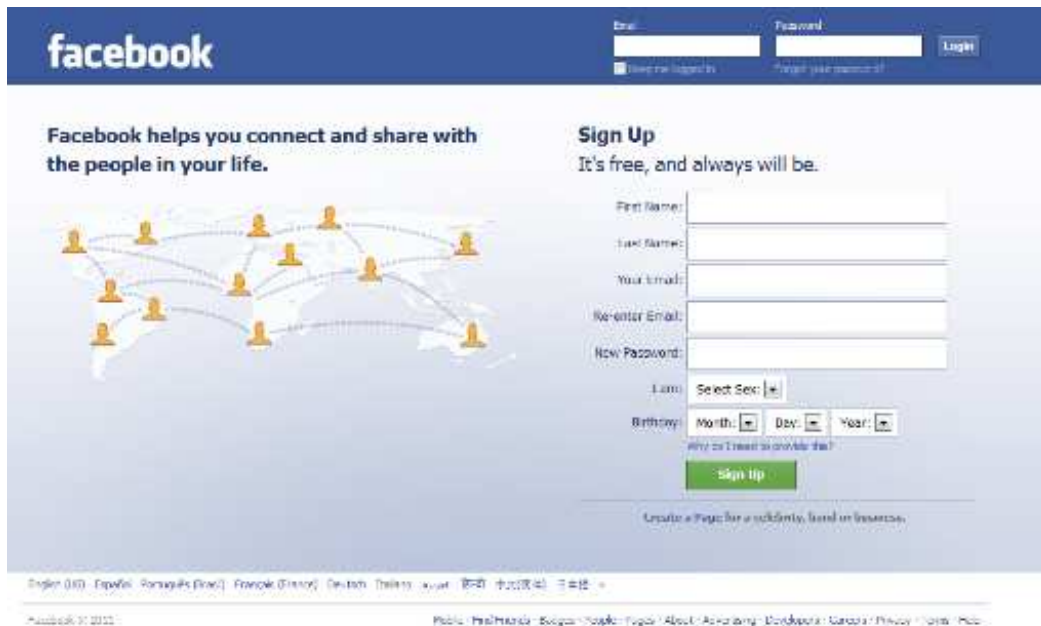 facebook
Email
Password
Login
Keep me logged in
Forgot your password?
Facebook helps you connect and share with
the people in your life.
Sign Up
It's free, and always will be.
First Name:
Last Name:
Your Email:
Re-enter Email:
New Password:
I am: Select Sex:
Birthday: Month: Day: Year:
Why do I need to provide this?
Sign Up
Create a Page for a celebrity, band or business.
English (US) Español Português (Brasil) Français (France) Deutsch Italiano 中文(简体) 日本語 »
Facebook © 2011
Mobile · Find Friends · Badges · People · Pages · About · Advertising · Developers · Careers · Privacy · Terms · Help